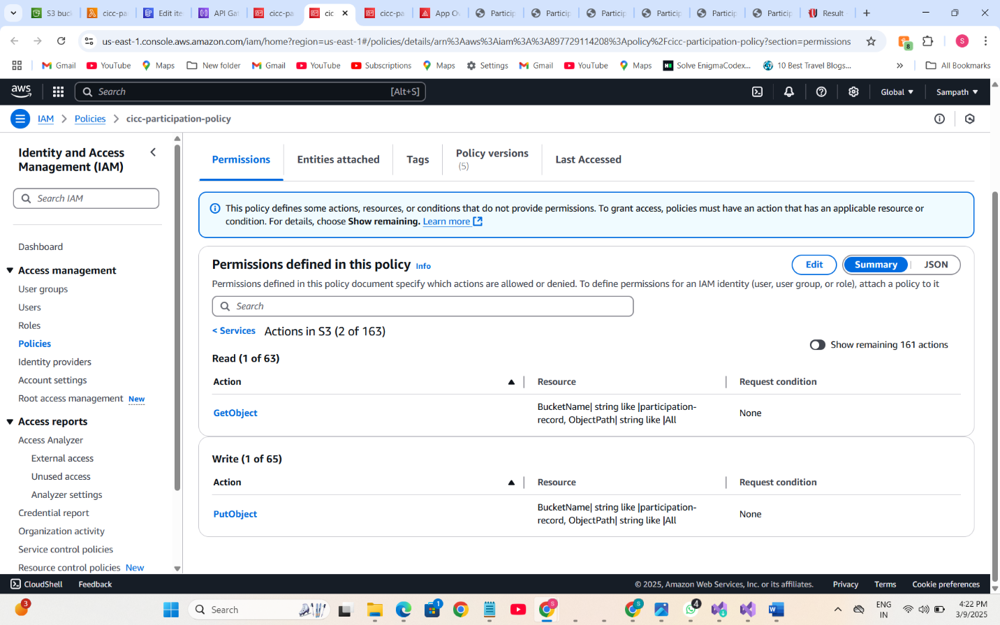 S3 buc
cicc-pa
Edit ite
API Gat
cicc-pa
cic
cicc-pa
App Ov
Particip
Particip
Particip
Particip
Particip
Particip
Result
us-east-1.console.aws.amazon.com/iam/home?region=us-east-1#/policies/details/arn%3Aaws%3Aiam%3A%3A897729114208%3Apolicy%2Fcicc-participation-policy?section=permissions
8
S
Gmail
YouTube
Maps
New folder
Gmail
YouTube
Subscriptions
Maps
Settings
Gmail
YouTube
Maps
Solve EnigmaCodex...
10 Best Travel Blogs...
All Bookmarks
aws
Search
[Alt+S]
Global
Sampath
IAM
Policies
cicc-participation-policy
Identity and Access
Management (IAM)
Search IAM
Dashboard
Access management
User groups
Users
Roles
Policies
Identity providers
Account settings
Root access management New
Access reports
Access Analyzer
External access
Unused access
Analyzer settings
Credential report
Organization activity
Service control policies
Resource control policies New
Permissions
Entities attached
Tags
Policy versions
(5)
Last Accessed
This policy defines some actions, resources, or conditions that do not provide permissions. To grant access, policies must have an action that has an applicable resource or
condition. For details, choose Show remaining. Learn more
Permissions defined in this policy Info
Edit
Summary
JSON
Permissions defined in this policy document specify which actions are allowed or denied. To define permissions for an IAM identity (user, user group, or role), attach a policy to it
Search
< Services Actions in S3 (2 of 163)
Show remaining 161 actions
Read (1 of 63)
Action
Resource
Request condition
GetObject
BucketName| string like |participation-
record, ObjectPath| string like |All
None
Write (1 of 65)
Action
Resource
Request condition
PutObject
BucketName| string like |participation-
record, ObjectPath| string like |All
None
CloudShell
Feedback
© 2025, Amazon Web Services, Inc. or its affiliates.
Privacy
Terms
Cookie preferences
3
Search
1
S
S
4
W
ENG
IN
4:22 PM
3/9/2025